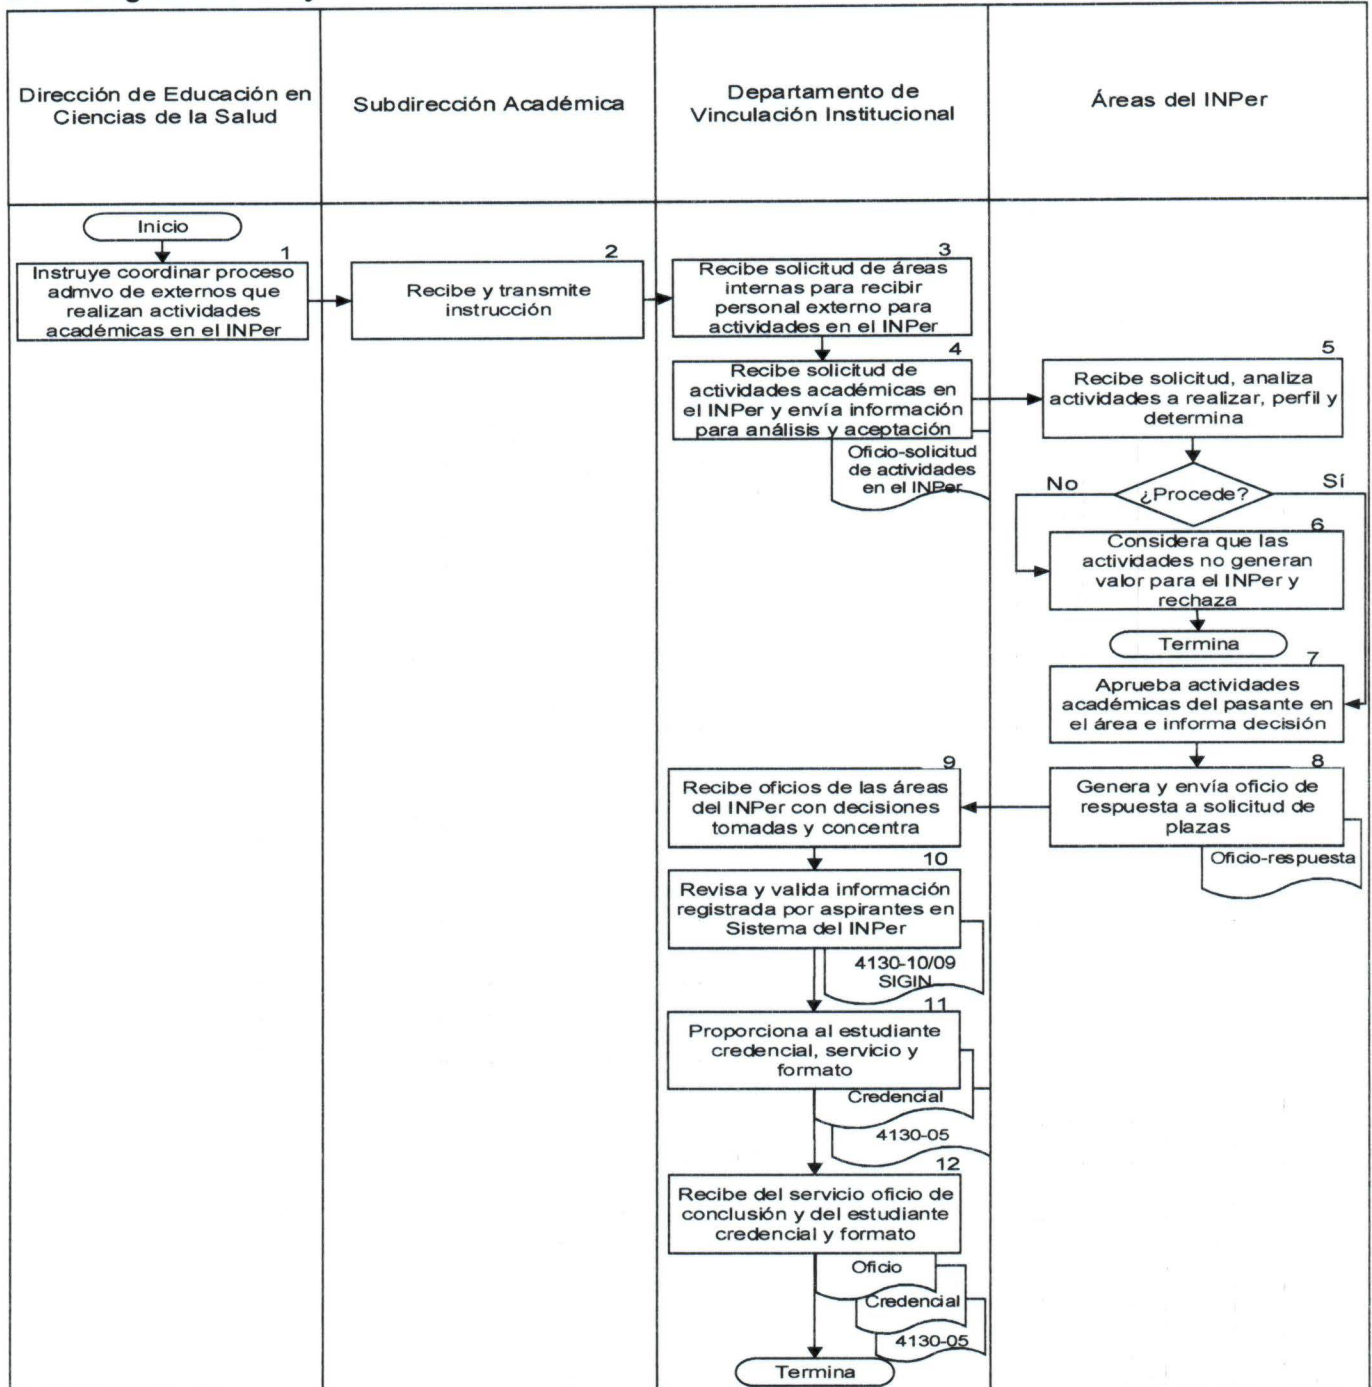 Dirección de Educación en
Ciencias de la Salud
Subdirección Académica
Departamento de
Vinculación Institucional
Áreas del INPer
Inicio
1
Instruye coordinar proceso
admvo de externos que
realizan actividades
académicas en el INPer
2
Recibe y transmite
instrucción
3
Recibe solicitud de áreas
internas para recibir
personal externo para
actividades en el INPer
4
Recibe solicitud de
actividades académicas en
el INPer y envía información
para análisis y aceptación
Oficio-solicitud
de actividades
en el INPer
5
Recibe solicitud, analiza
actividades a realizar, perfil y
determina
No
¿Procede?
Sí
6
Considera que las
actividades no generan
valor para el INPer y
rechaza
Termina
7
Aprueba actividades
académicas del pasante en
el área e informa decisión
8
Genera y envía oficio de
respuesta a solicitud de
plazas
Oficio-respuesta
9
Recibe oficios de las áreas
del INPer con decisiones
tomadas y concentra
10
Revisa y valida información
registrada por aspirantes en
Sistema del INPer
4130-10/09
SIGIN
11
Proporciona al estudiante
credencial, servicio y
formato
Credencial
4130-05
12
Recibe del servicio oficio de
conclusión y del estudiante
credencial y formato
Oficio
Credencial
4130-05
Termina